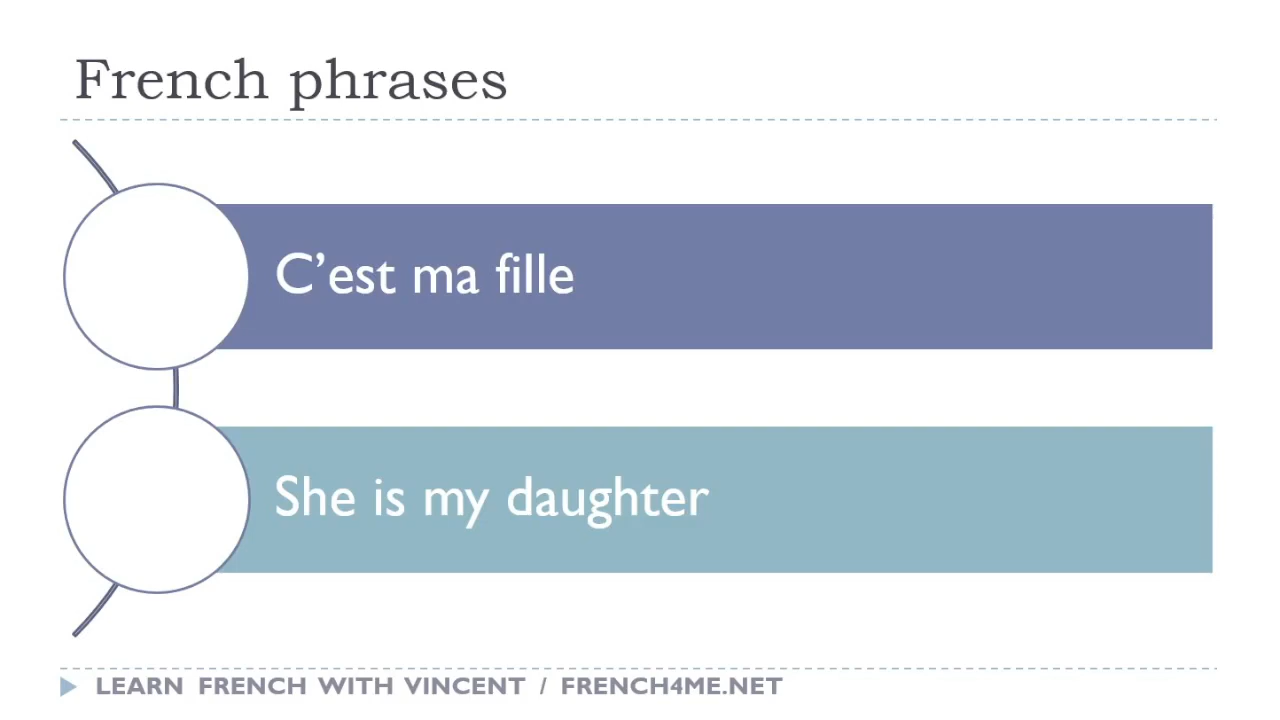 French phrases
C’est ma fille
She is my daughter
LEARN FRENCH WITH VINCENT / FRENCH4ME.NET